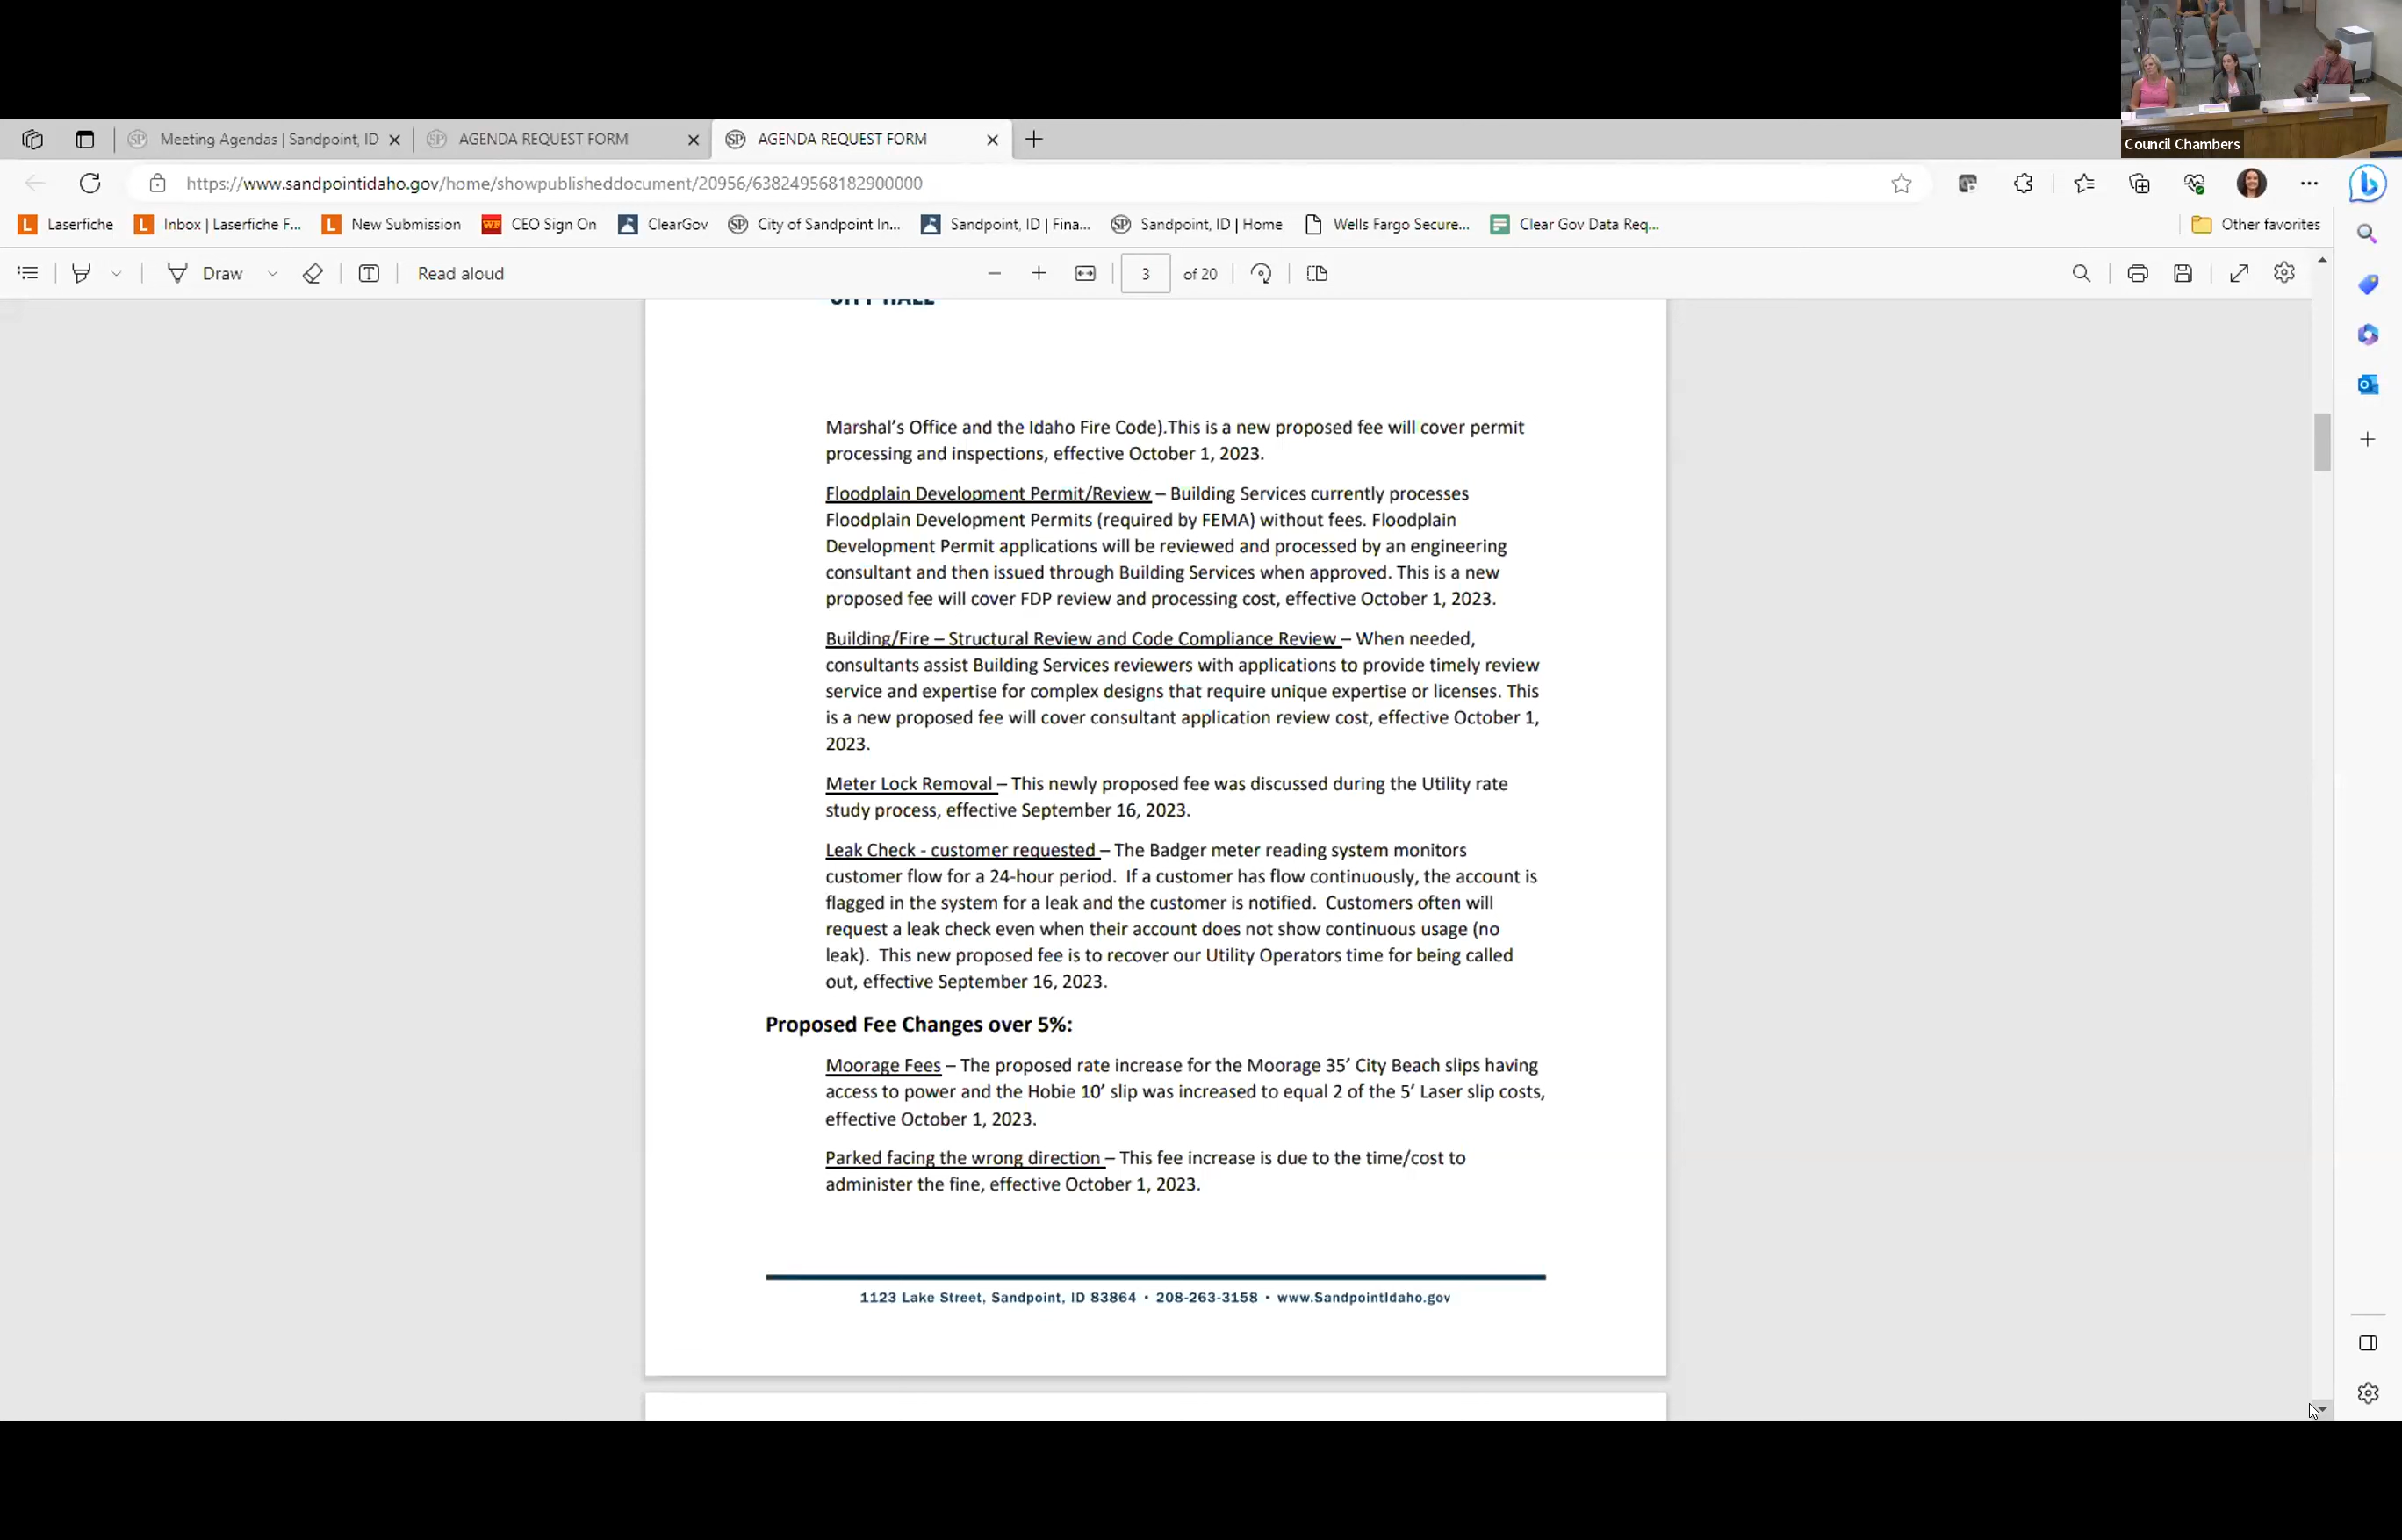 Council Chambers
Meeting Agendas | Sandpoint, ID
AGENDA REQUEST FORM
AGENDA REQUEST FORM
https://www.sandpointidaho.gov/home/showpublisheddocument/20956/638249568182900000
Laserfiche
Inbox | Laserfiche F...
New Submission
CEO Sign On
ClearGov
City of Sandpoint In...
Sandpoint, ID | Fina...
Sandpoint, ID | Home
Wells Fargo Secure...
Clear Gov Data Req...
Other favorites
Draw
Read aloud
3 of 20
CITY HALL
Marshal's Office and the Idaho Fire Code).This is a new proposed fee will cover permit
processing and inspections, effective October 1, 2023.
Floodplain Development Permit/Review – Building Services currently processes
Floodplain Development Permits (required by FEMA) without fees. Floodplain
Development Permit applications will be reviewed and processed by an engineering
consultant and then issued through Building Services when approved. This is a new
proposed fee will cover FDP review and processing cost, effective October 1, 2023.
Building/Fire – Structural Review and Code Compliance Review – When needed,
consultants assist Building Services reviewers with applications to provide timely review
service and expertise for complex designs that require unique expertise or licenses. This
is a new proposed fee will cover consultant application review cost, effective October 1,
2023.
Meter Lock Removal – This newly proposed fee was discussed during the Utility rate
study process, effective September 16, 2023.
Leak Check - customer requested – The Badger meter reading system monitors
customer flow for a 24-hour period.  If a customer has flow continuously, the account is
flagged in the system for a leak and the customer is notified.  Customers often will
request a leak check even when their account does not show continuous usage (no
leak).  This new proposed fee is to recover our Utility Operators time for being called
out, effective September 16, 2023.
Proposed Fee Changes over 5%:
Moorage Fees – The proposed rate increase for the Moorage 35' City Beach slips having
access to power and the Hobie 10' slip was increased to equal 2 of the 5' Laser slip costs,
effective October 1, 2023.
Parked facing the wrong direction – This fee increase is due to the time/cost to
administer the fine, effective October 1, 2023.
1123 Lake Street, Sandpoint, ID 83864 • 208-263-3158 • www.SandpointIdaho.gov